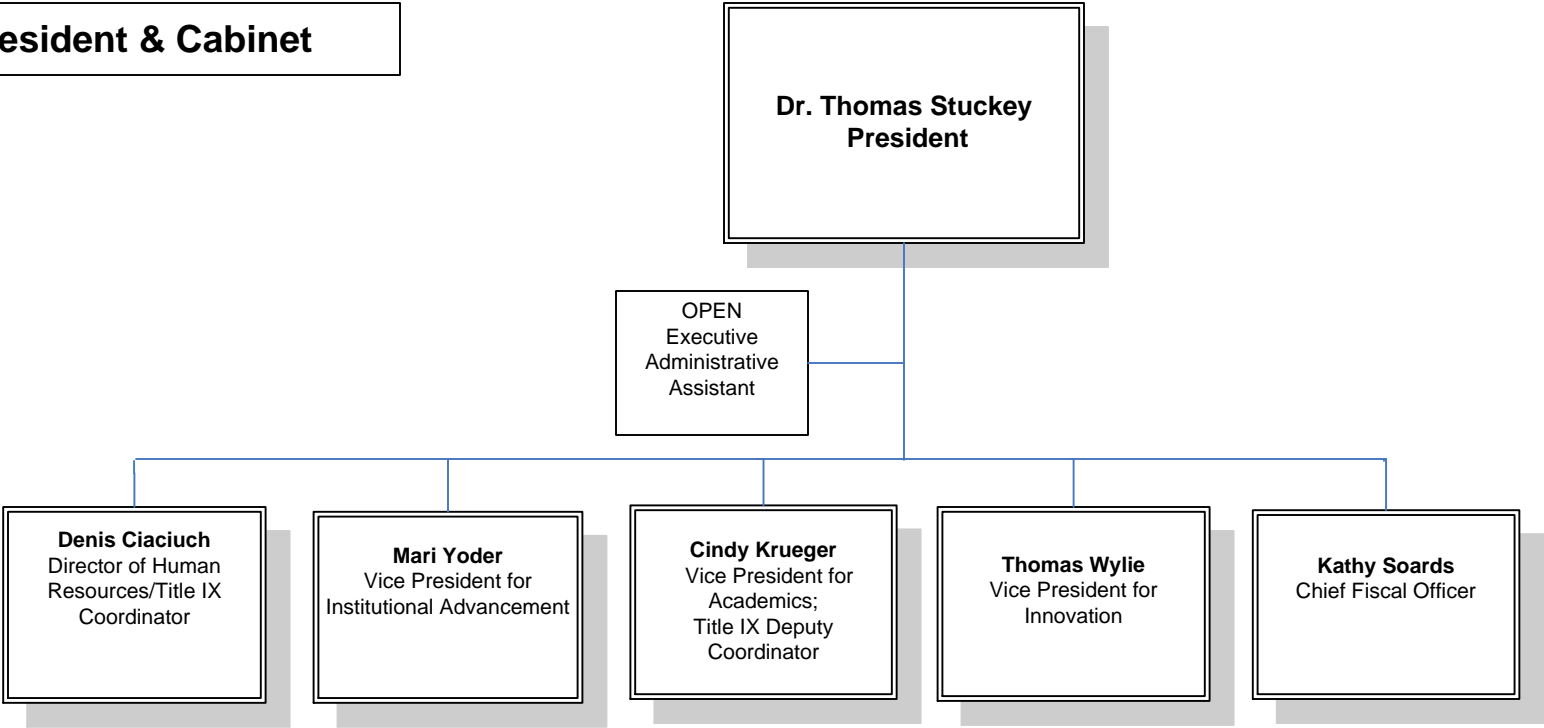 esident & Cabinet
Dr. Thomas Stuckey
President
OPEN
Executive
Administrative
Assistant
Denis Ciaciuch
Director of Human
Resources/Title IX
Coordinator
Mari Yoder
Vice President for
Institutional Advancement
Cindy Krueger
Vice President for
Academics;
Title IX Deputy
Coordinator
Thomas Wylie
Vice President for
Innovation
Kathy Soards
Chief Fiscal Officer